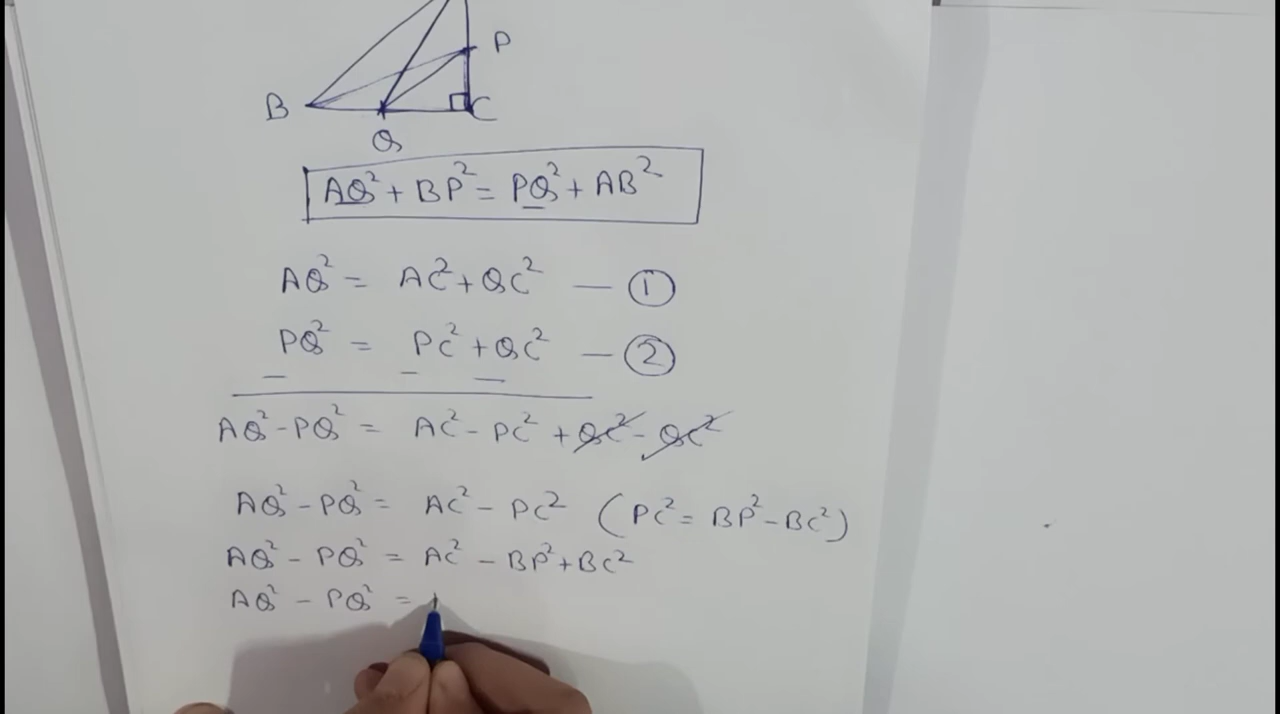 P
B
C
Q
AQ² + BP² = PQ² + AB²
AQ² = AC² + QC² — ①
PQ² = PC² + QC² — ②
AQ² - PQ² = AC² - PC² + QC² - QC²
AQ² - PQ² = AC² - PC² (PC² = BP² - BC²)
AQ² - PQ² = AC² - BP² + BC²
AQ² - PQ² =